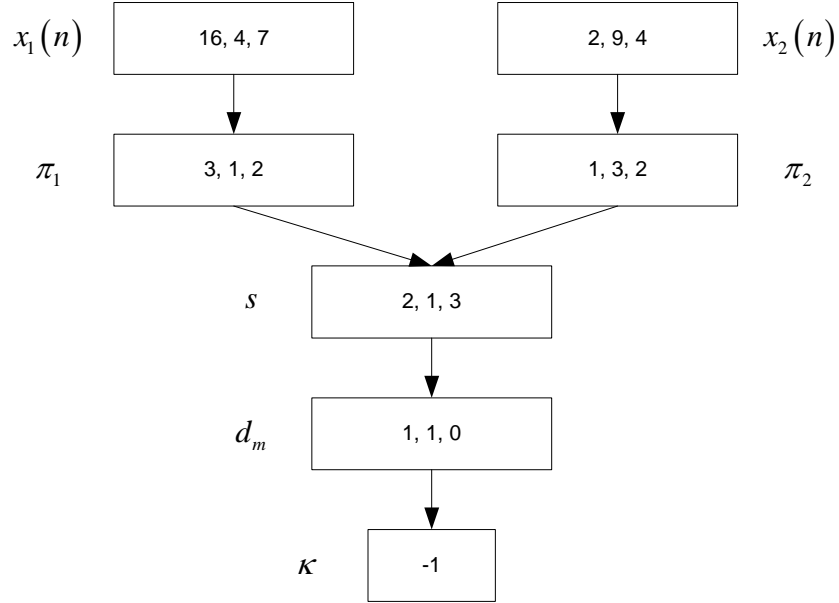 x₁(n) 16, 4, 7 2, 9, 4 x₂(n)
π₁ 3, 1, 2 1, 3, 2 π₂
s 2, 1, 3
dₘ 1, 1, 0
κ -1